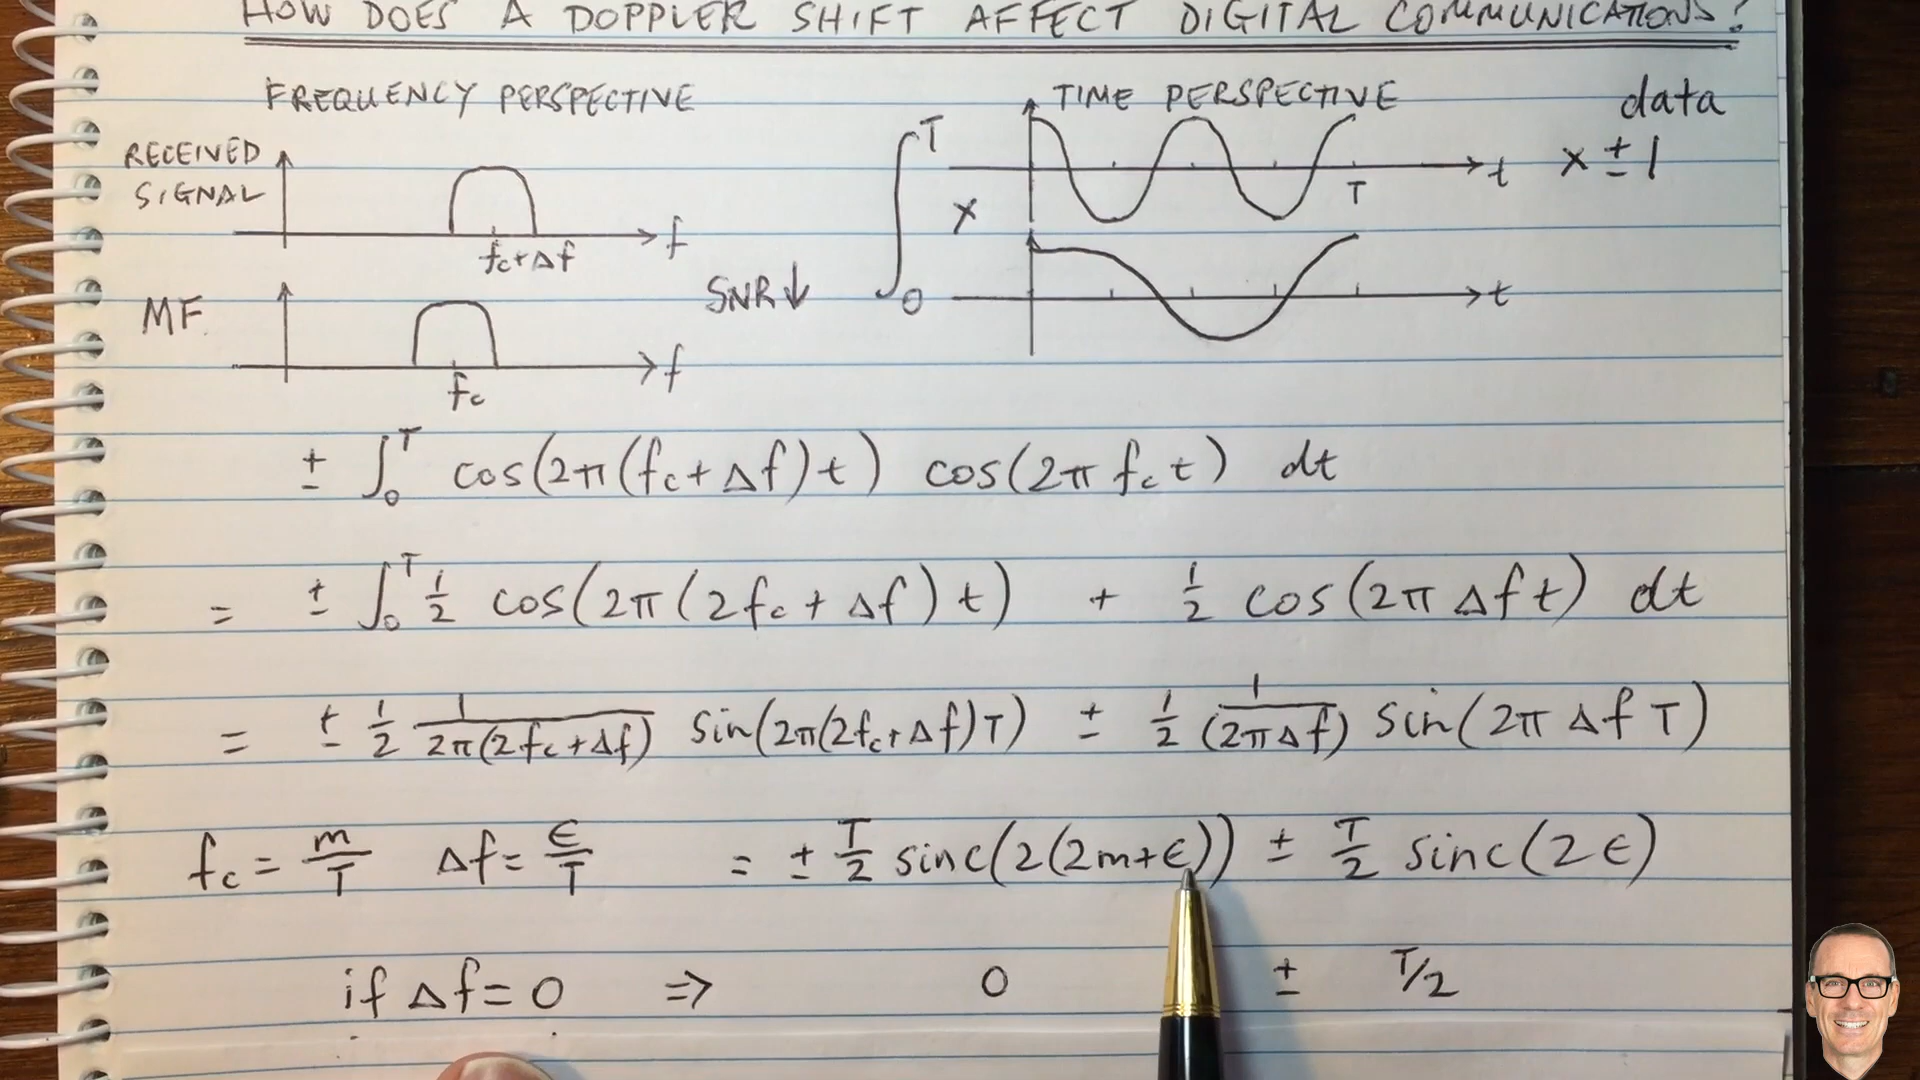 HOW DOES A DOPPLER SHIFT AFFECT DIGITAL COMMUNICATIONS?
FREQUENCY PERSPECTIVE
RECEIVED
SIGNAL
f
fc+Δf
MF
f
fc
SNR↓
TIME PERSPECTIVE
data
∫₀ᵀ
t
x ± 1
T
X
t
± ∫₀ᵀ cos(2π(fc+Δf)t) cos(2π fc t) dt
= ± ∫₀ᵀ ½ cos(2π(2fc+Δf)t) + ½ cos(2πΔft) dt
= ± ½ 1/(2π(2fc+Δf)) sin(2π(2fc+Δf)T) ± ½ 1/(2πΔf) sin(2πΔfT)
fc = m/T Δf = ϵ/T = ± T/2 sinc(2(2m+ϵ)) ± T/2 sinc(2ϵ)
if Δf=0 ⇒ 0 ± T/2